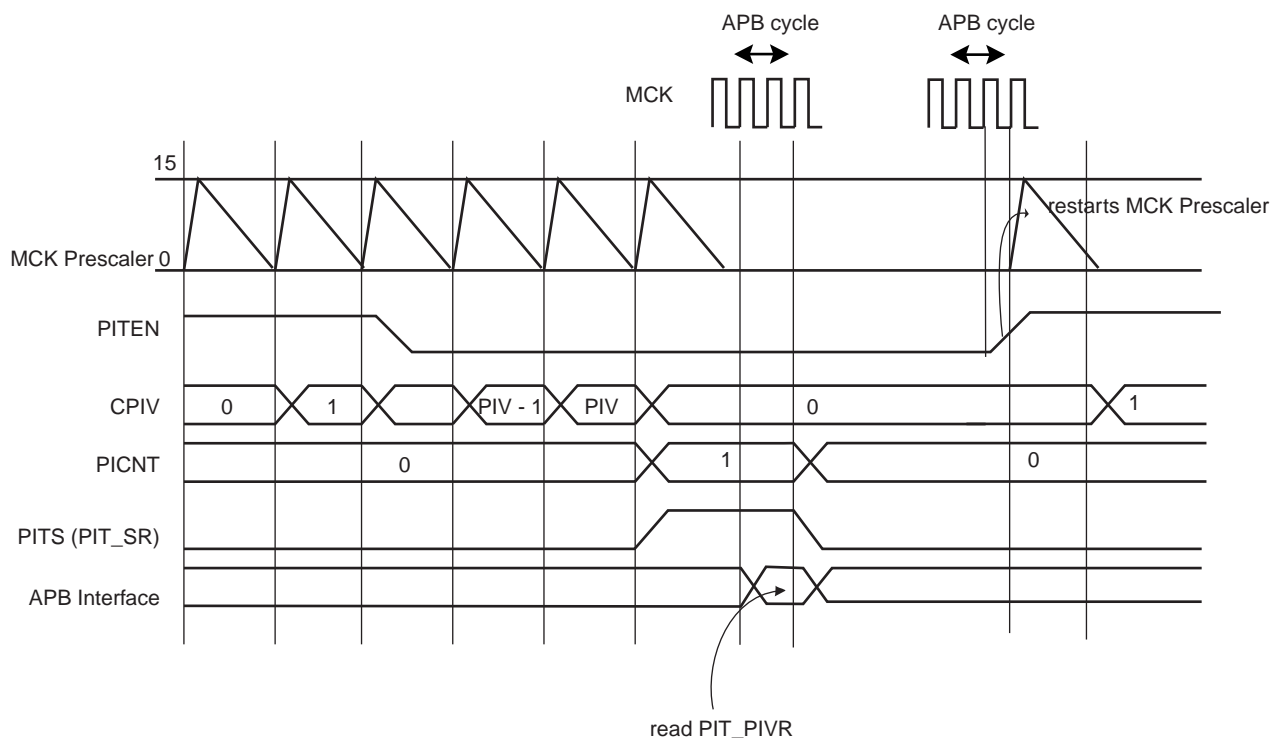 APB cycle APB cycle
MCK
15
restarts MCK Prescaler
MCK Prescaler 0
PITEN
CPIV 0 1 PIV - 1 PIV 0 1
PICNT 0 1 0
PITS (PIT_SR)
APB Interface
read PIT_PIVR